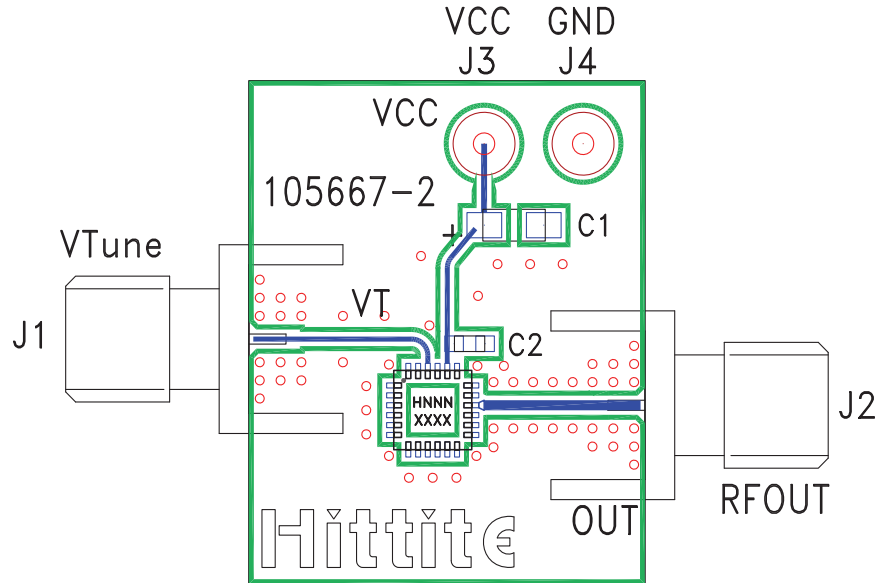 VCC GND
J3 J4
VCC
105667-2
C1
VTune
VT
J1
C2
HNNN
XXXX
J2
RFOUT
OUT
Hittite